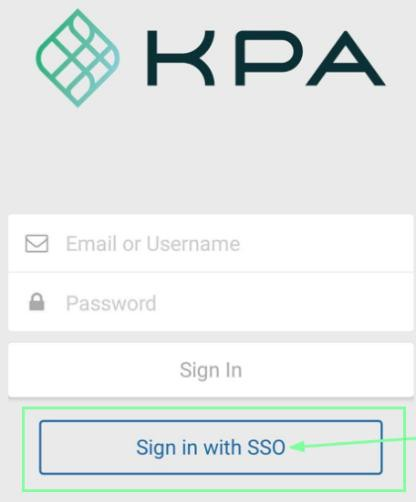 KPA
Email or Username
Password
Sign In
Sign in with SSO